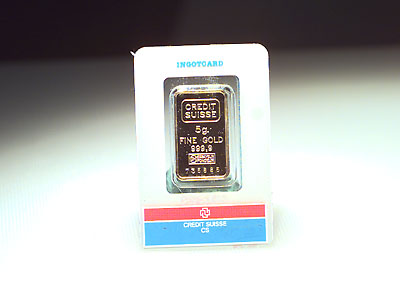 INGOTCARD
CREDIT
SUISSE
5g
FINE GOLD
999,9
CREDIT SUISSE
CS